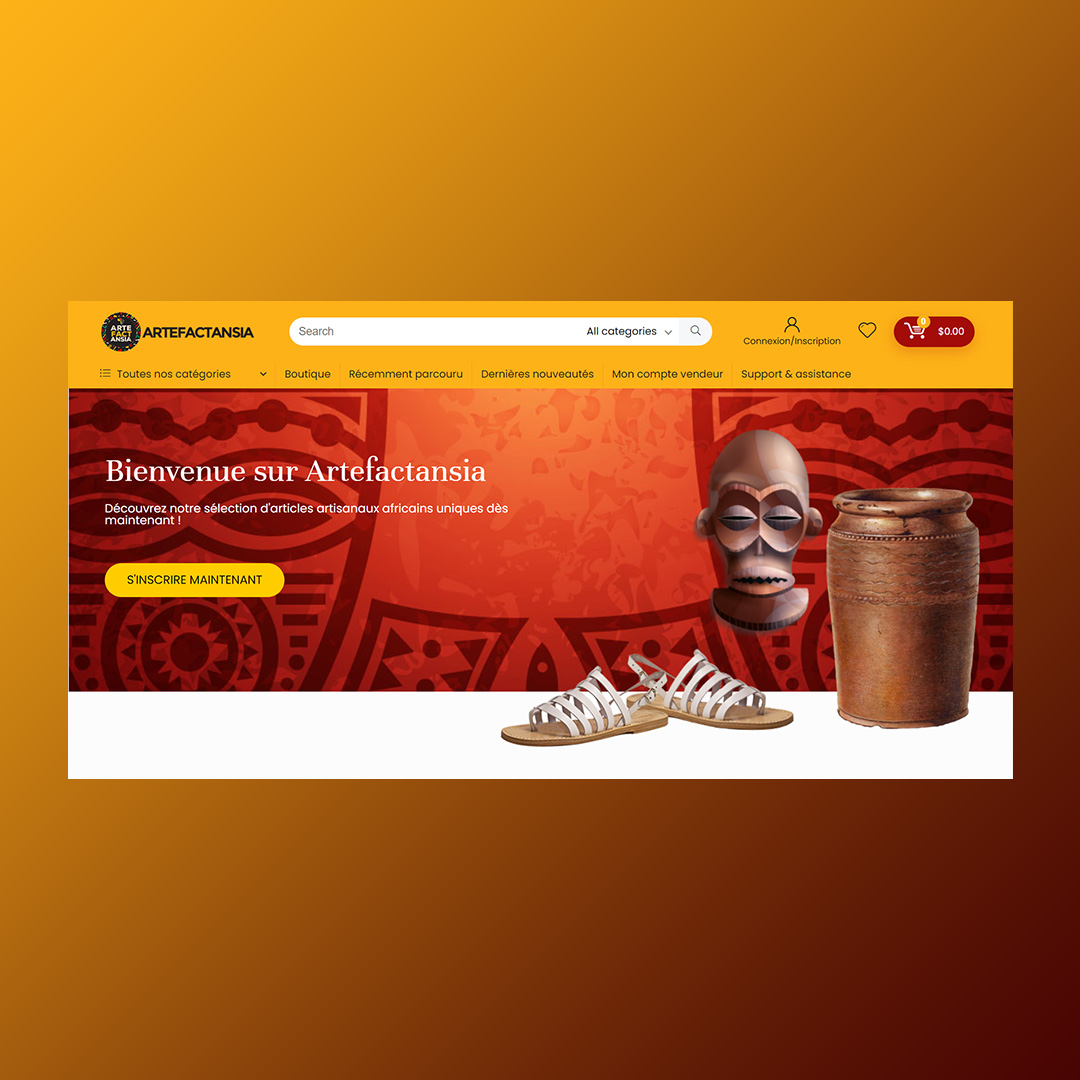 ARTE
FACT
ANSIA
ARTEFACTANSIA
Search
All categories
Connexion/Inscription
0
$0.00
Toutes nos catégories
Boutique
Récemment parcouru
Dernières nouveautés
Mon compte vendeur
Support & assistance
Bienvenue sur Artefactansia
Découvrez notre sélection d'articles artisanaux africains uniques dès
maintenant !
S'INSCRIRE MAINTENANT